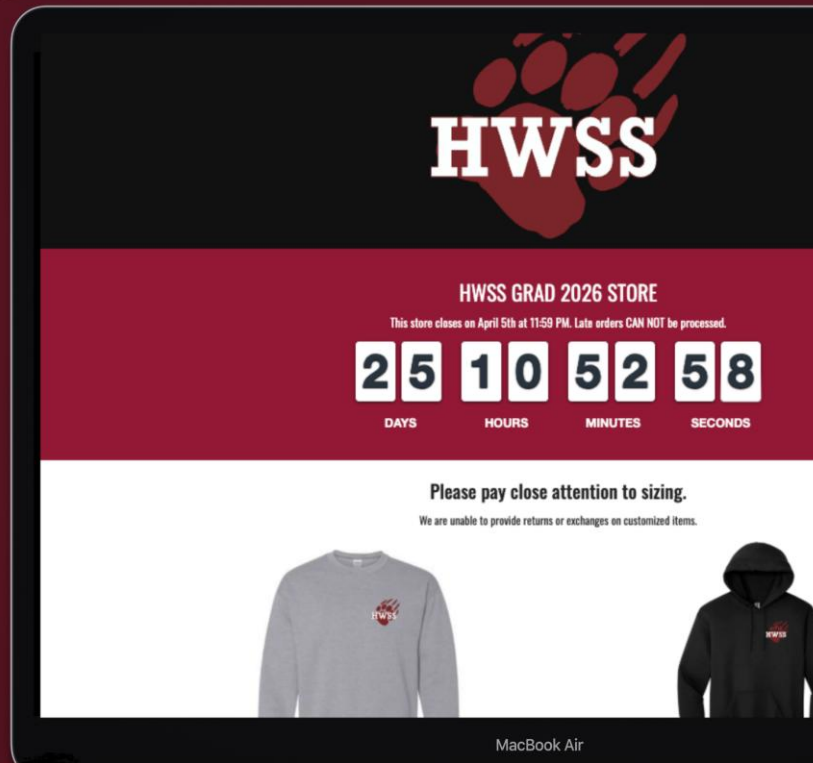 HWSS
HWSS GRAD 2026 STORE
This store closes on April 5th at 11:59 PM. Late orders CAN NOT be processed.
25 10 52 58
DAYS HOURS MINUTES SECONDS
Please pay close attention to sizing.
We are unable to provide returns or exchanges on customized items.
HWSS
HWSS
MacBook Air